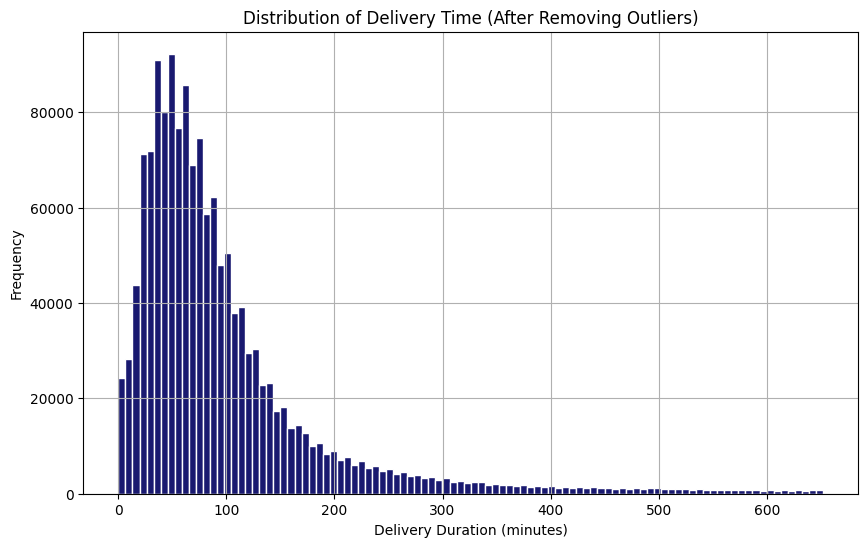 Distribution of Delivery Time (After Removing Outliers)
Frequency
80000
60000
40000
20000
0
0 100 200 300 400 500 600
Delivery Duration (minutes)